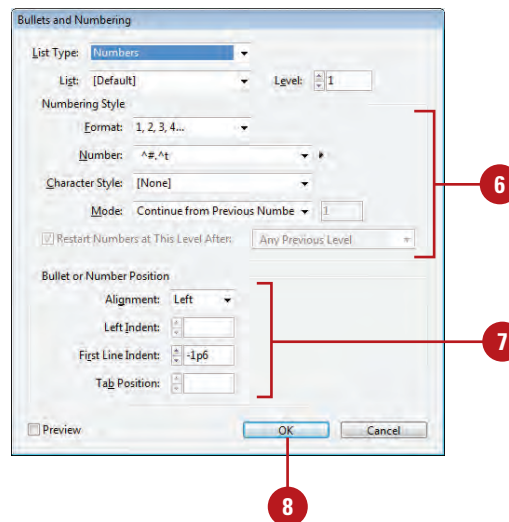 Bullets and Numbering
List Type: Numbers
List: [Default] Level: 1
Numbering Style
Format: 1, 2, 3, 4...
Number: ^#.^t
Character Style: [None]
Mode: Continue from Previous Numbe 1
Restart Numbers at This Level After: Any Previous Level
6
Bullet or Number Position
Alignment: Left
Left Indent:
First Line Indent: -1p6
Tab Position:
7
Preview OK Cancel
8